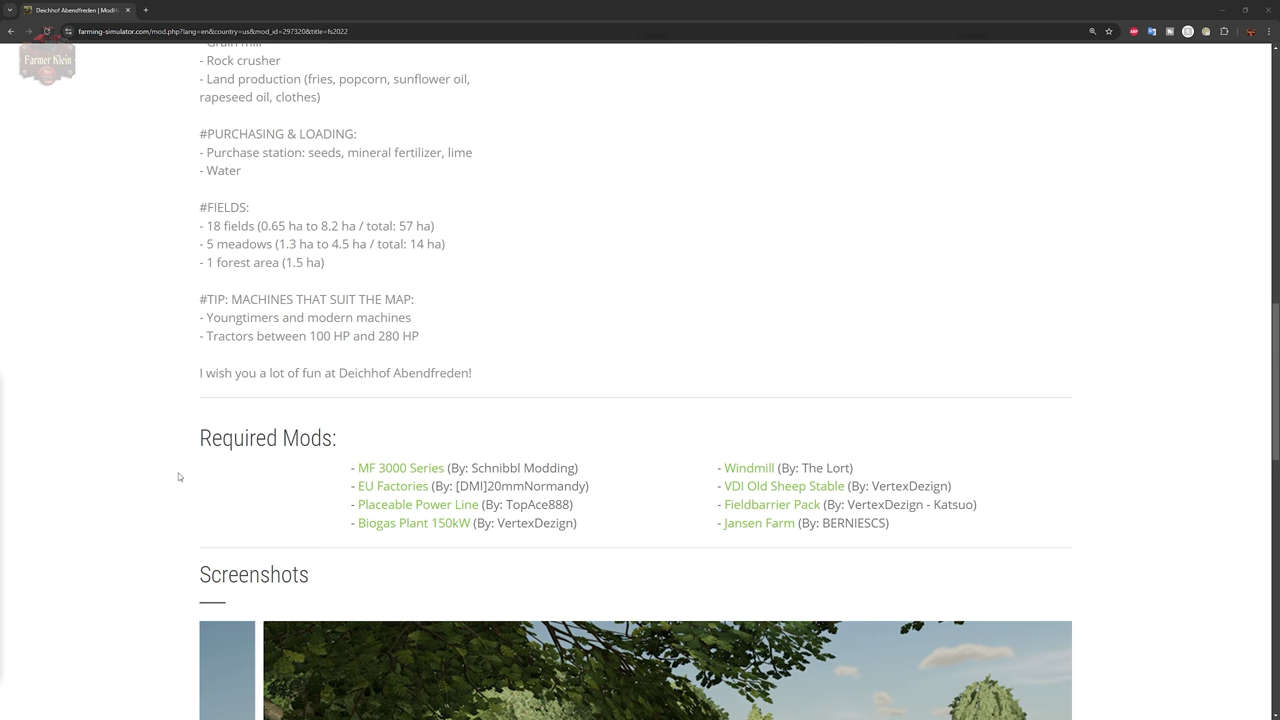 Deichhof Abendfreden | ModH
farming-simulator.com/mod.php?lang=en&country=us&mod_id=297320&title=fs2022
Farmer Klein
- Grain mill
- Rock crusher
- Land production (fries, popcorn, sunflower oil,
rapeseed oil, clothes)
#PURCHASING & LOADING:
- Purchase station: seeds, mineral fertilizer, lime
- Water
#FIELDS:
- 18 fields (0.65 ha to 8.2 ha / total: 57 ha)
- 5 meadows (1.3 ha to 4.5 ha / total: 14 ha)
- 1 forest area (1.5 ha)
#TIP: MACHINES THAT SUIT THE MAP:
- Youngtimers and modern machines
- Tractors between 100 HP and 280 HP
I wish you a lot of fun at Deichhof Abendfreden!
Required Mods:
- MF 3000 Series (By: Schnibbl Modding)
- EU Factories (By: [DMI]20mmNormandy)
- Placeable Power Line (By: TopAce888)
- Biogas Plant 150kW (By: VertexDezign)
- Windmill (By: The Lort)
- VDI Old Sheep Stable (By: VertexDezign)
- Fieldbarrier Pack (By: VertexDezign - Katsuo)
- Jansen Farm (By: BERNIESCS)
Screenshots